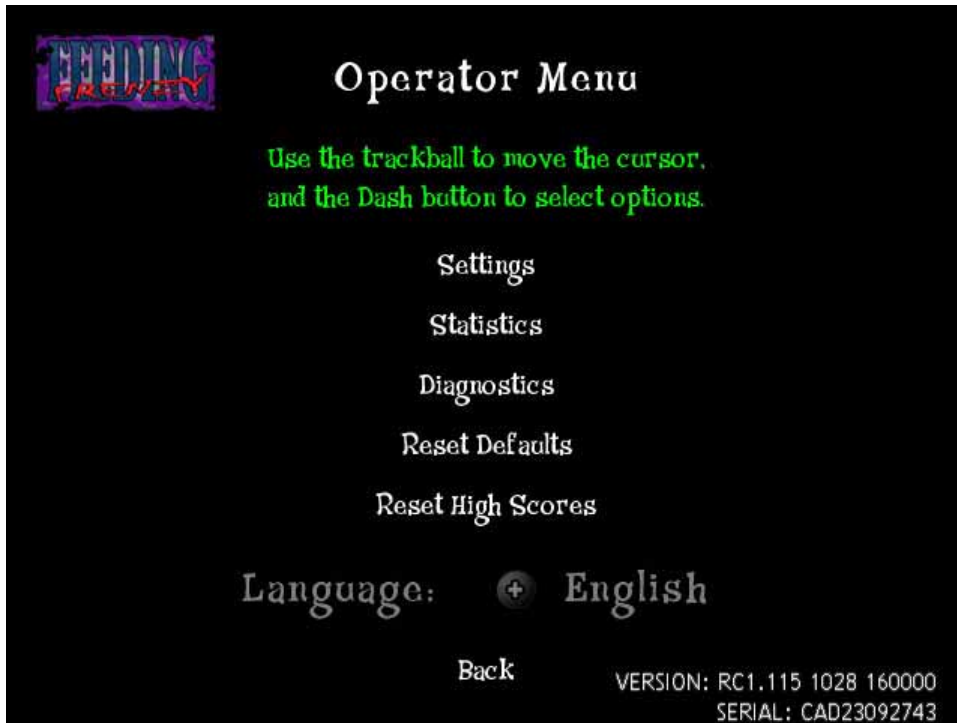 FEEDING
FRENZY
Operator Menu
Use the trackball to move the cursor,
and the Dash button to select options.
Settings
Statistics
Diagnostics
Reset Defaults
Reset High Scores
Language: + English
Back
VERSION: RC1.115 1028 160000
SERIAL: CAD23092743